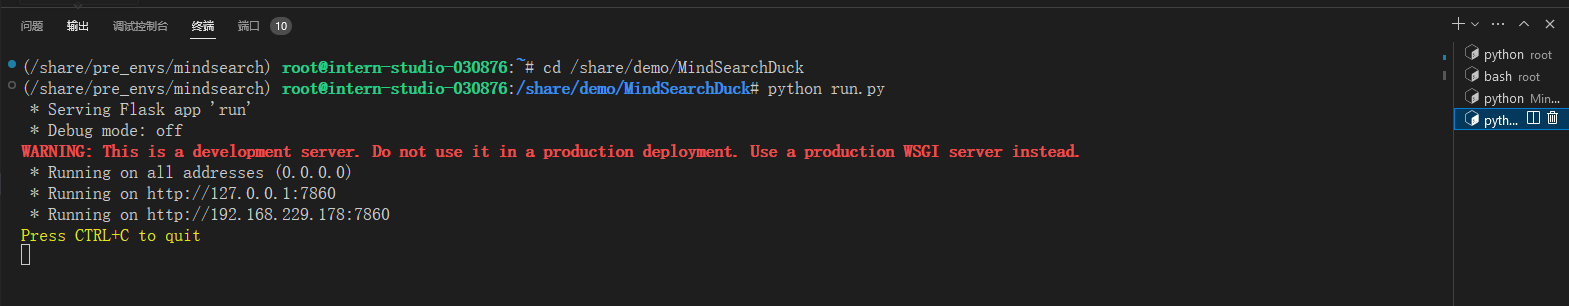 问题 输出 调试控制台 终端 端口 10
(/share/pre_envs/mindsearch) root@intern-studio-030876:~# cd /share/demo/MindSearchDuck
(/share/pre_envs/mindsearch) root@intern-studio-030876:/share/demo/MindSearchDuck# python run.py
 * Serving Flask app 'run'
 * Debug mode: off
WARNING: This is a development server. Do not use it in a production deployment. Use a production WSGI server instead.
 * Running on all addresses (0.0.0.0)
 * Running on http://127.0.0.1:7860
 * Running on http://192.168.229.178:7860
Press CTRL+C to quit
python root
bash root
python Min...
pyth...